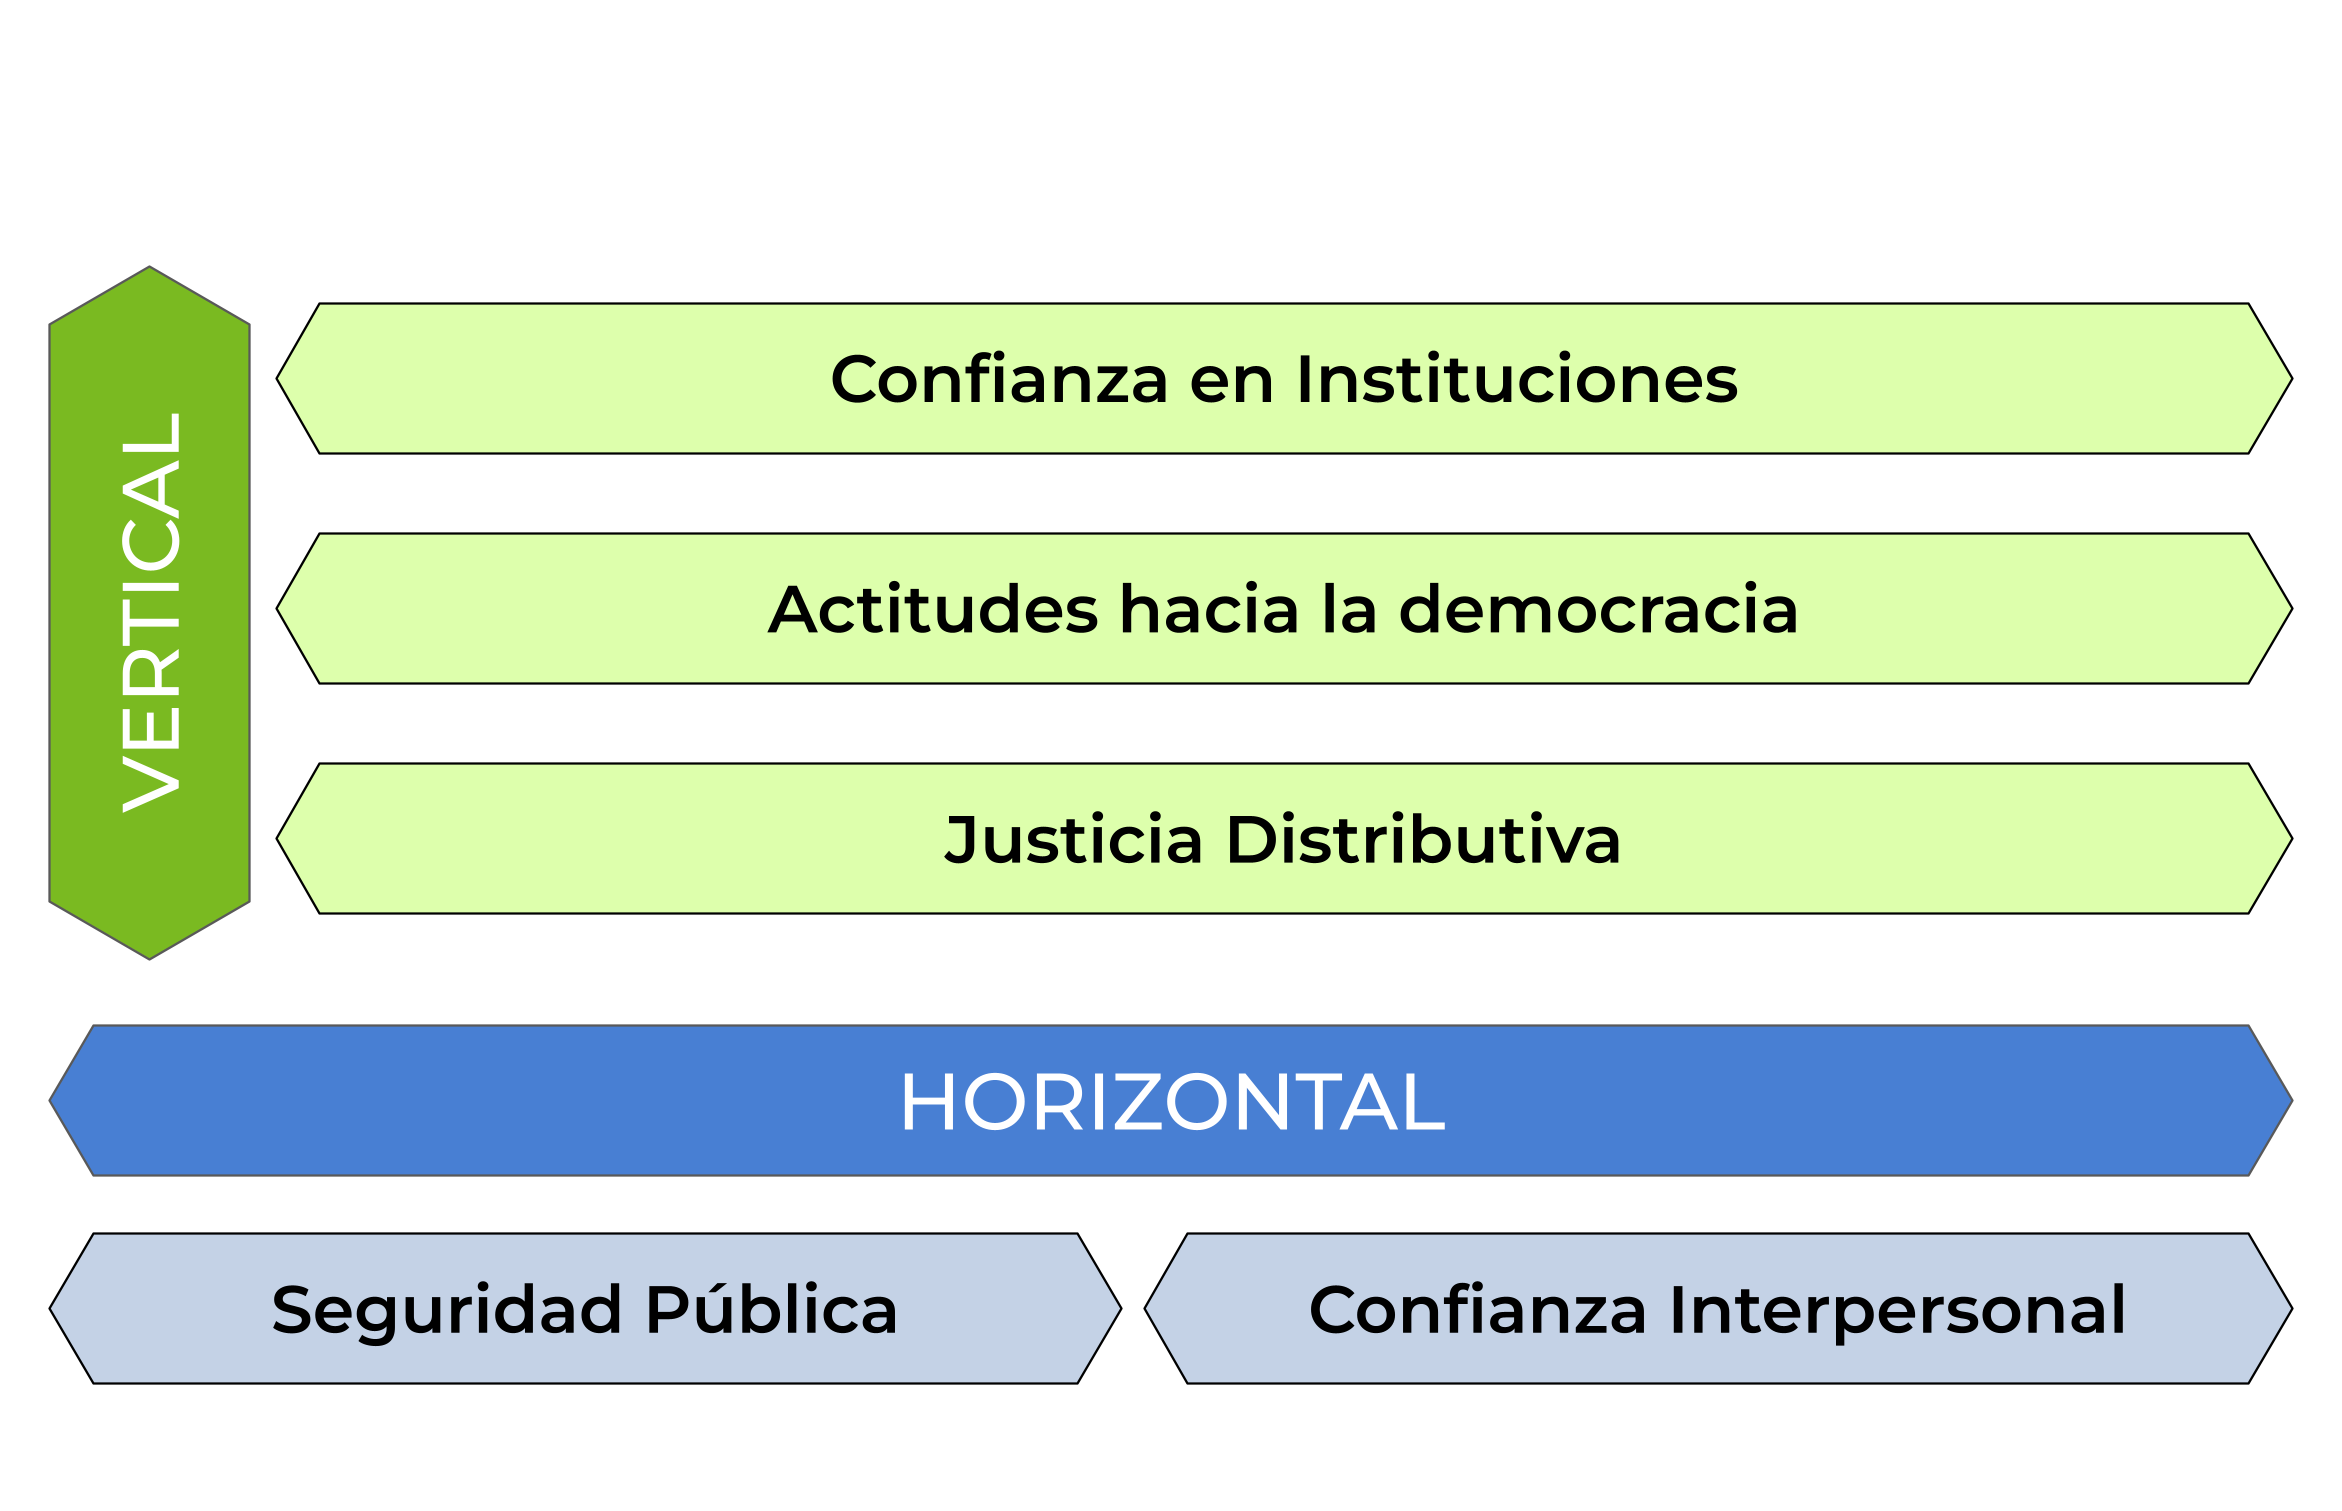 VERTICAL
Confianza en Instituciones
Actitudes hacia la democracia
Justicia Distributiva
HORIZONTAL
Seguridad Pública
Confianza Interpersonal